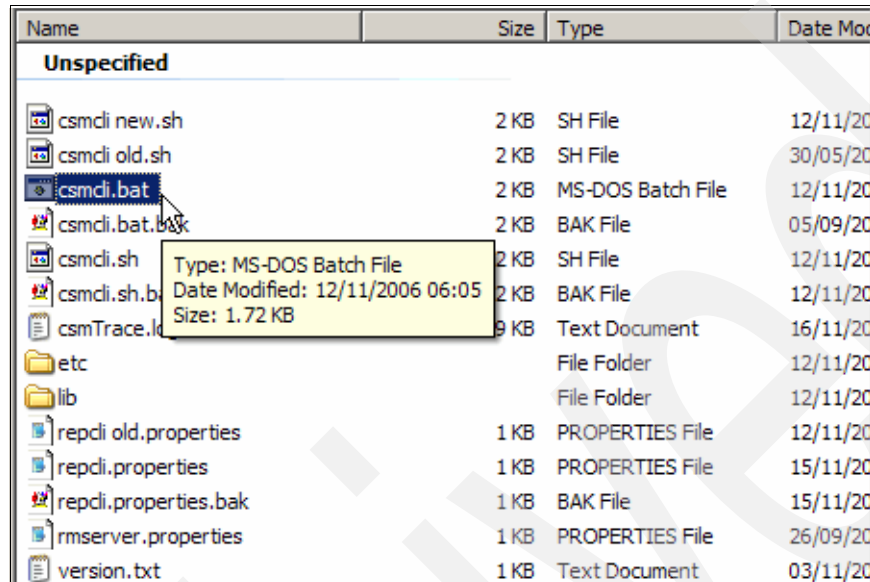 Name Size Type Date Mod
Unspecified
csmcli new.sh 2 KB SH File 12/11/20
csmcli old.sh 2 KB SH File 30/05/20
csmcli.bat 2 KB MS-DOS Batch File 12/11/20
csmcli.bat.bak 2 KB BAK File 05/09/20
csmcli.sh 2 KB SH File 12/11/20
csmcli.sh.ba 2 KB BAK File 12/11/20
csmTrace.lo 9 KB Text Document 16/11/20
Type: MS-DOS Batch File
Date Modified: 12/11/2006 06:05
Size: 1.72 KB
etc File Folder 12/11/20
lib File Folder 12/11/20
repcli old.properties 1 KB PROPERTIES File 12/11/20
repcli.properties 1 KB PROPERTIES File 15/11/20
repcli.properties.bak 1 KB BAK File 15/11/20
rmserver.properties 1 KB PROPERTIES File 26/09/20
version.txt 1 KB Text Document 03/11/20